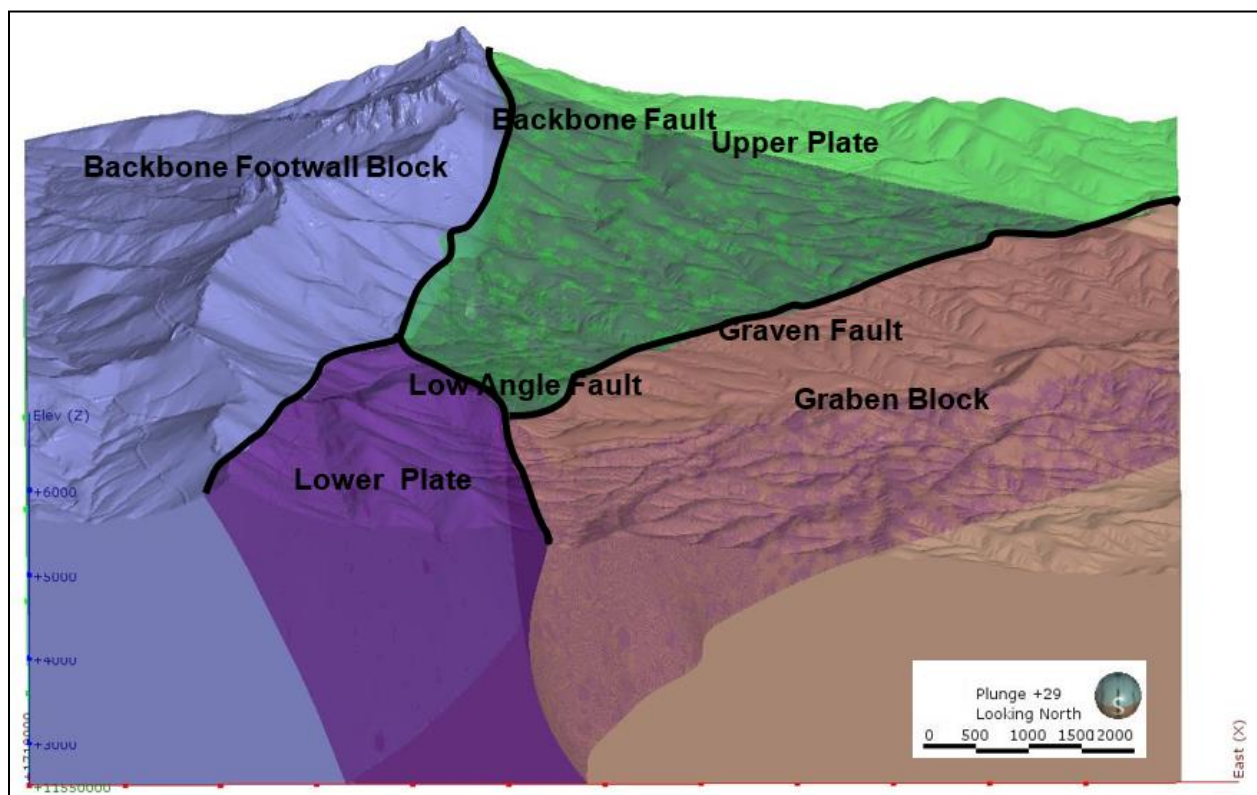 Backbone Fault
Upper Plate
Backbone Footwall Block
Graven Fault
Low Angle Fault
Graben Block
Elev (Z)
Lower Plate
+6000
+5000
+4000
+3000
+11550000
Plunge +29
Looking North
S
0 500 1000 1500 2000
East (X)